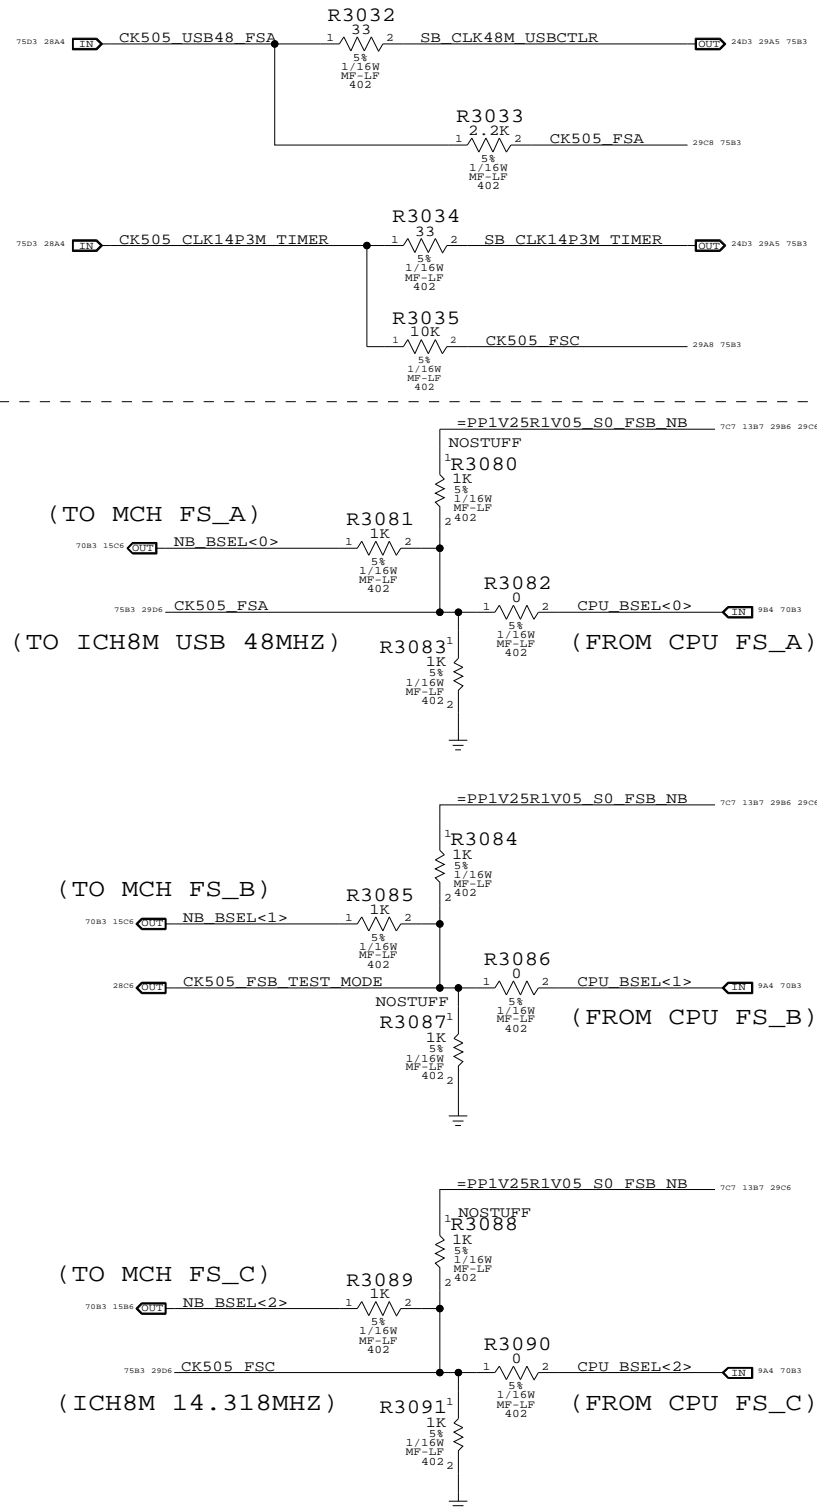 R3032
75D3 28A4 IN CK505_USB48_FSA 1 33 2 SB_CLK48M_USBCTLR OUT 24D3 29A5 75B3
5%
1/16W
MF-LF
402
R3033
1 2.2K 2 CK505_FSA 29C8 75B3
5%
1/16W
MF-LF
402
R3034
75D3 28A4 IN CK505_CLK14P3M_TIMER 1 33 2 SB_CLK14P3M_TIMER OUT 24D3 29A5 75B3
5%
1/16W
MF-LF
402
R3035
1 10K 2 CK505_FSC 29A8 75B3
5%
1/16W
MF-LF
402
=PP1V25R1V05_S0_FSB_NB 7C7 13B7 29B6 29C6
NOSTUFF
1 R3080
1K
5%
1/16W
MF-LF
2 402
(TO MCH FS_A)
R3081
70B3 15C6 OUT NB_BSEL<0> 1 1K 2
5%
1/16W
MF-LF
402
R3082
75B3 29D6 CK505_FSA 1 0 2 CPU_BSEL<0> IN 9B4 70B3
5%
1/16W
MF-LF
402
(TO ICH8M USB 48MHZ)
(FROM CPU FS_A)
R3083 1
1K
5%
1/16W
MF-LF
402 2
=PP1V25R1V05_S0_FSB_NB 7C7 13B7 29B6 29C6
1 R3084
1K
5%
1/16W
MF-LF
2 402
(TO MCH FS_B)
R3085
70B3 15C6 OUT NB_BSEL<1> 1 1K 2
5%
1/16W
MF-LF
402
R3086
28C6 OUT CK505_FSB_TEST_MODE 1 0 2 CPU_BSEL<1> IN 9A4 70B3
5%
1/16W
MF-LF
402
NOSTUFF
(FROM CPU FS_B)
R3087 1
1K
5%
1/16W
MF-LF
402 2
=PP1V25R1V05_S0_FSB_NB 7C7 13B7 29C6
NOSTUFF
1 R3088
1K
5%
1/16W
MF-LF
2 402
(TO MCH FS_C)
R3089
70B3 15B6 OUT NB_BSEL<2> 1 1K 2
5%
1/16W
MF-LF
402
R3090
75B3 29D6 CK505_FSC 1 0 2 CPU_BSEL<2> IN 9A4 70B3
5%
1/16W
MF-LF
402
(ICH8M 14.318MHZ)
(FROM CPU FS_C)
R3091 1
1K
5%
1/16W
MF-LF
402 2